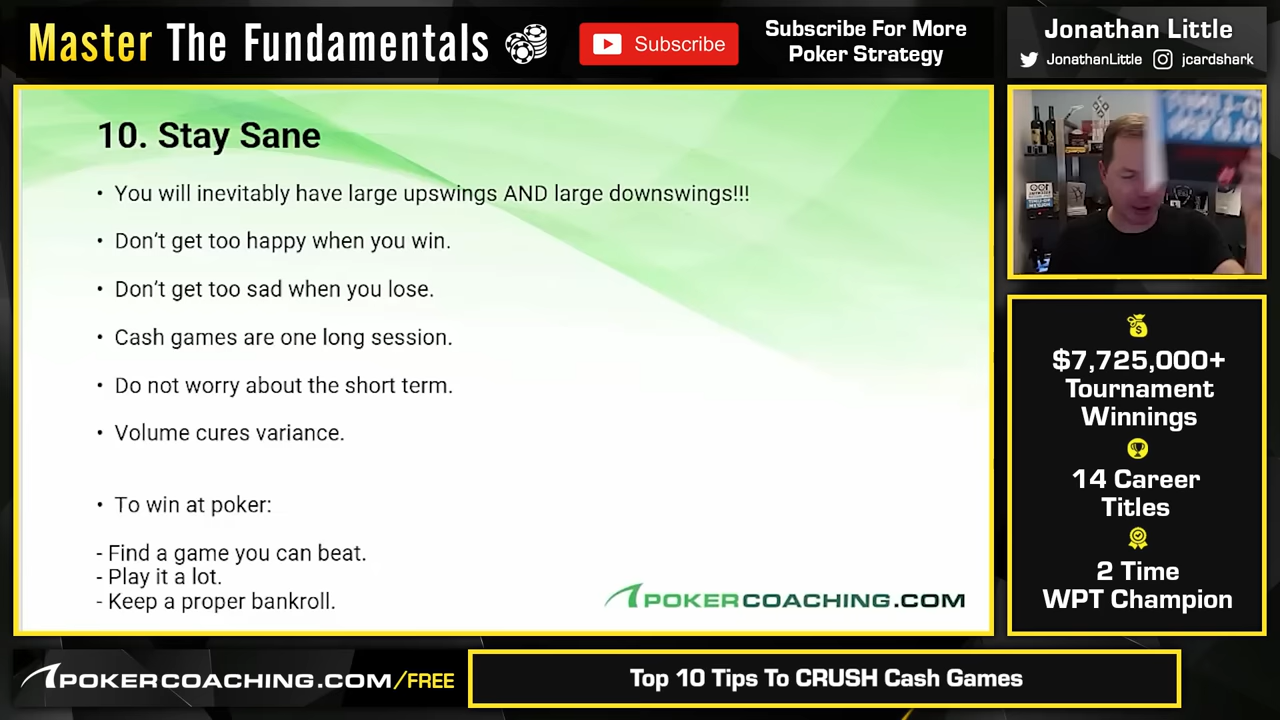 Master The Fundamentals
Subscribe
Subscribe For More
Poker Strategy
Jonathan Little
JonathanLittle jcardshark
10. Stay Sane
• You will inevitably have large upswings AND large downswings!!!
• Don't get too happy when you win.
• Don't get too sad when you lose.
• Cash games are one long session.
• Do not worry about the short term.
• Volume cures variance.
• To win at poker:
- Find a game you can beat.
- Play it a lot.
- Keep a proper bankroll.
POKERCOACHING.COM
$7,725,000+
Tournament
Winnings
14 Career
Titles
2 Time
WPT Champion
POKERCOACHING.COM/FREE
Top 10 Tips To CRUSH Cash Games